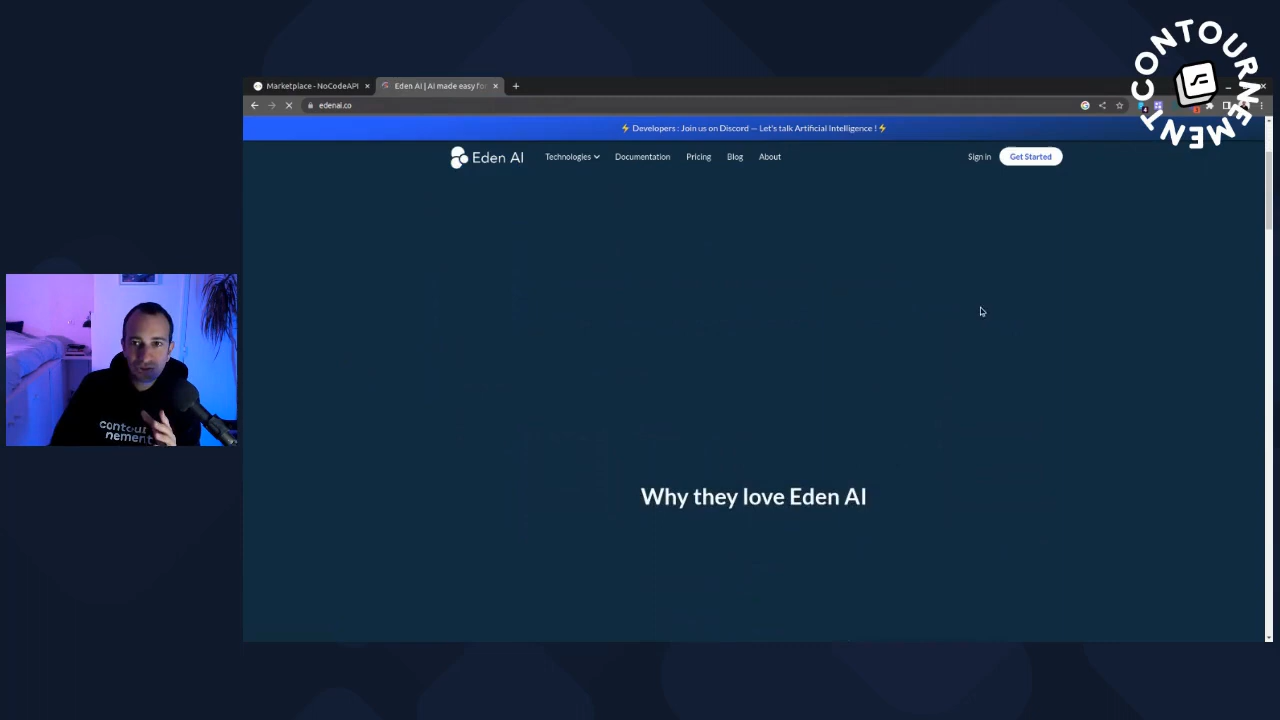 CONTOURNEMENT
Marketplace - NoCodeAPI
Eden AI | AI made easy for
edenai.co
⚡ Developers : Join us on Discord — Let's talk Artificial Intelligence ! ⚡
Eden AI
Technologies
Documentation
Pricing
Blog
About
Sign in
Get Started
Why they love Eden AI
contour
nement